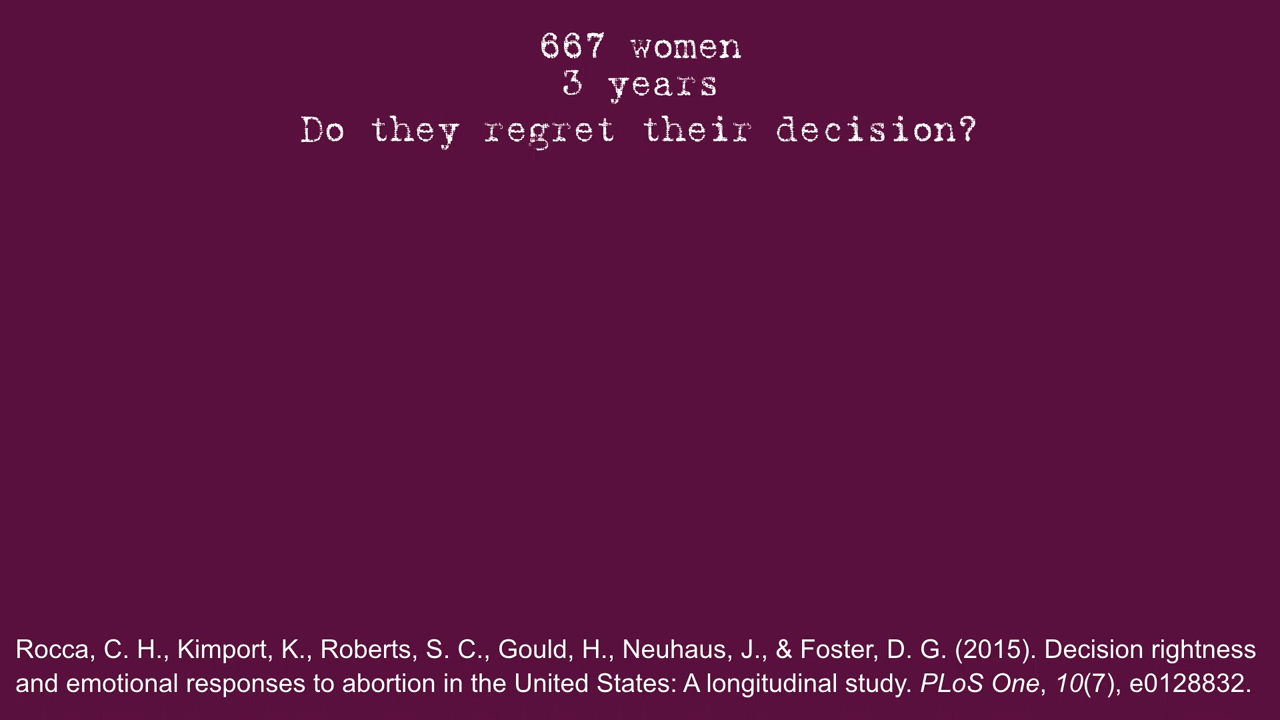 667 women
3 years
Do they regret their decision?
Rocca, C. H., Kimport, K., Roberts, S. C., Gould, H., Neuhaus, J., & Foster, D. G. (2015). Decision rightness
and emotional responses to abortion in the United States: A longitudinal study. PLoS One, 10(7), e0128832.